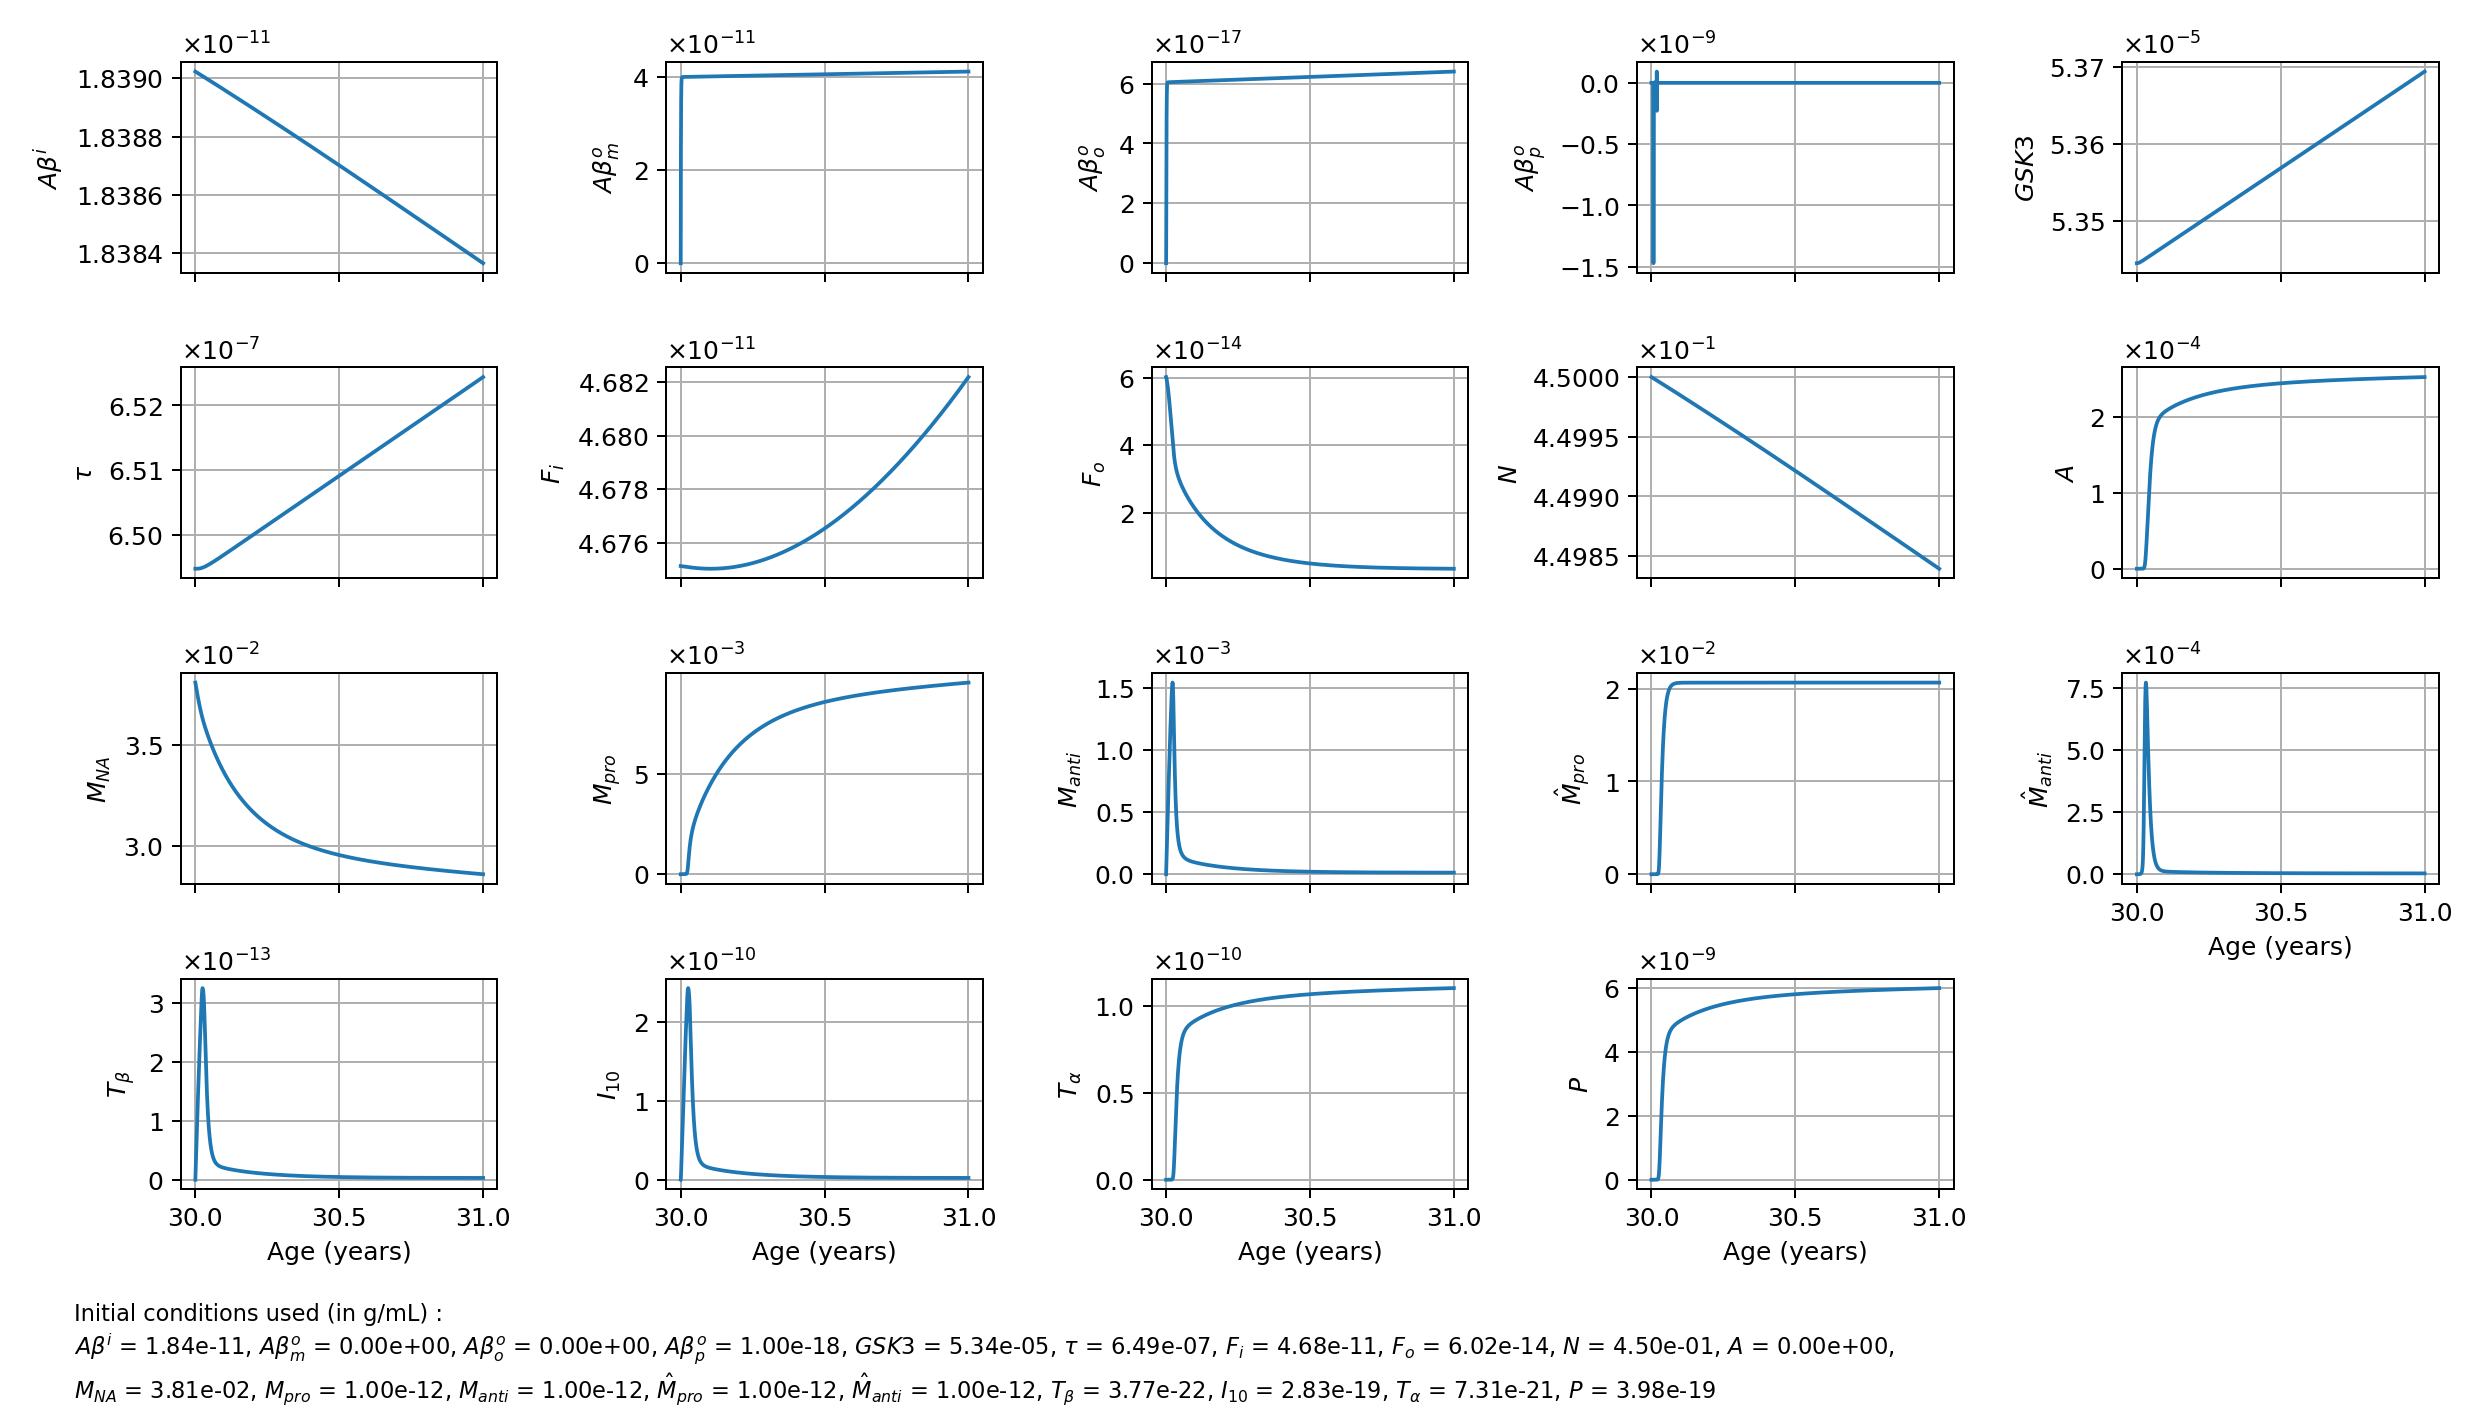 ×10⁻¹¹ ×10⁻¹¹ ×10⁻¹⁷ ×10⁻⁹ ×10⁻⁵
Aβⁱ 1.8390 1.8388 1.8386 1.8384
Aβₘᵒ 4 2 0
Aβₒᵒ 6 4 2 0
Aβₚᵒ 0.0 −0.5 −1.0 −1.5
GSK3 5.37 5.36 5.35
×10⁻⁷ ×10⁻¹¹ ×10⁻¹⁴ ×10⁻¹ ×10⁻⁴
τ 6.52 6.51 6.50
Fᵢ 4.682 4.680 4.678 4.676
Fₒ 6 4 2
N 4.5000 4.4995 4.4990 4.4985
A 2 1 0
×10⁻² ×10⁻³ ×10⁻³ ×10⁻² ×10⁻⁴
M_NA 3.5 3.0
M_pro 5 0
M_anti 1.5 1.0 0.5 0.0
M̂_pro 2 1 0
M̂_anti 7.5 5.0 2.5 0.0
30.0 30.5 31.0
Age (years)
×10⁻¹³ ×10⁻¹⁰ ×10⁻¹⁰ ×10⁻⁹
T_β 3 2 1 0
I₁₀ 2 1 0
T_α 1.0 0.5 0.0
P 6 4 2 0
30.0 30.5 31.0 30.0 30.5 31.0 30.0 30.5 31.0 30.0 30.5 31.0
Age (years) Age (years) Age (years) Age (years)
Initial conditions used (in g/mL) :
Aβⁱ = 1.84e-11, Aβₘᵒ = 0.00e+00, Aβₒᵒ = 0.00e+00, Aβₚᵒ = 1.00e-18, GSK3 = 5.34e-05, τ = 6.49e-07, Fᵢ = 4.68e-11, Fₒ = 6.02e-14, N = 4.50e-01, A = 0.00e+00,
M_NA = 3.81e-02, M_pro = 1.00e-12, M_anti = 1.00e-12, M̂_pro = 1.00e-12, M̂_anti = 1.00e-12, T_β = 3.77e-22, I₁₀ = 2.83e-19, T_α = 7.31e-21, P = 3.98e-19